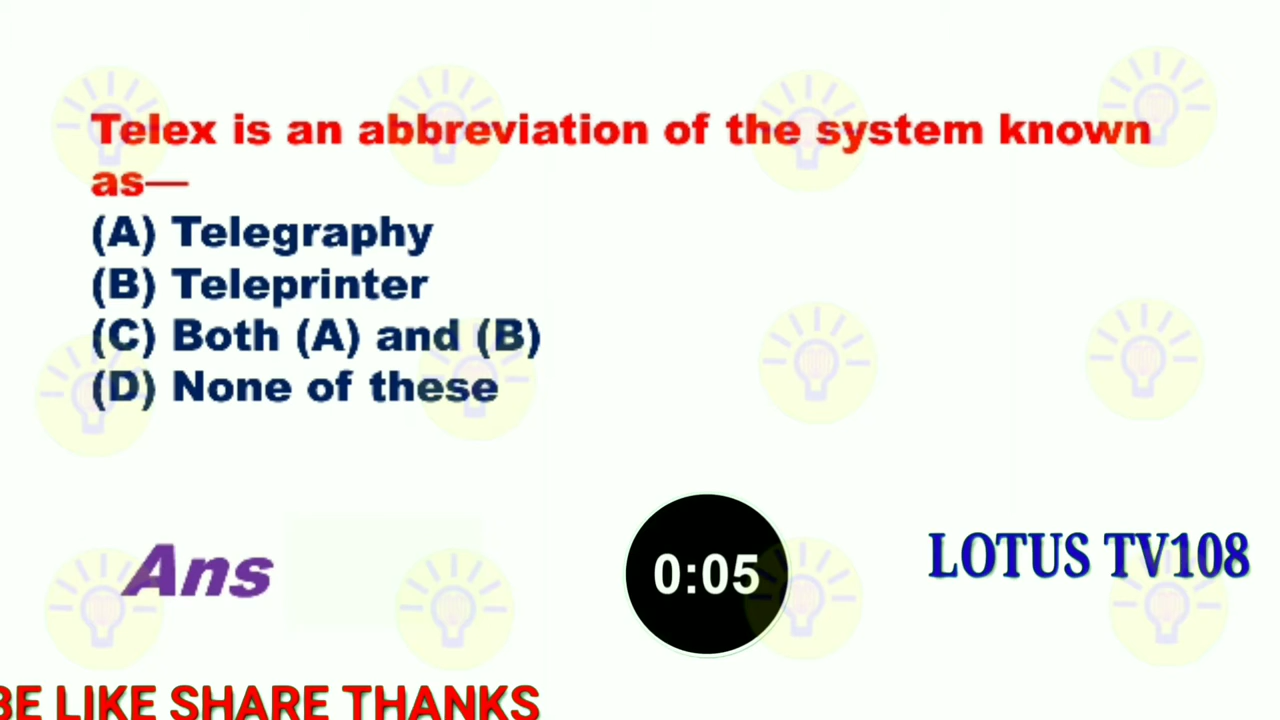 Telex is an abbreviation of the system known
as—
(A) Telegraphy
(B) Teleprinter
(C) Both (A) and (B)
(D) None of these
Ans
0:05
LOTUS TV108
BE LIKE SHARE THANKS